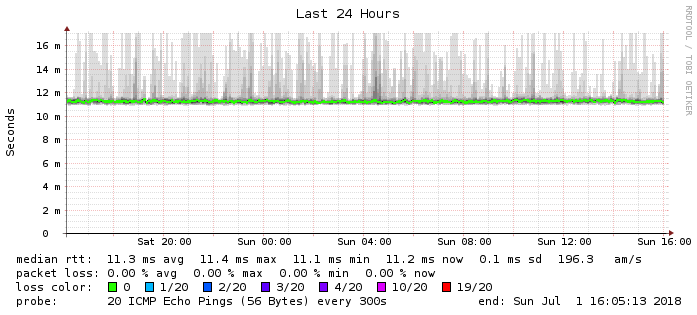 Last 24 Hours
RRDTOOL / TOBI OETIKER
Seconds
16 m
14 m
12 m
10 m
8 m
6 m
4 m
2 m
0
Sat 20:00 Sun 00:00 Sun 04:00 Sun 08:00 Sun 12:00 Sun 16:00
median rtt: 11.3 ms avg 11.4 ms max 11.1 ms min 11.2 ms now 0.1 ms sd 196.3 am/s
packet loss: 0.00 % avg 0.00 % max 0.00 % min 0.00 % now
loss color: 0 1/20 2/20 3/20 4/20 10/20 19/20
probe: 20 ICMP Echo Pings (56 Bytes) every 300s end: Sun Jul 1 16:05:13 2018